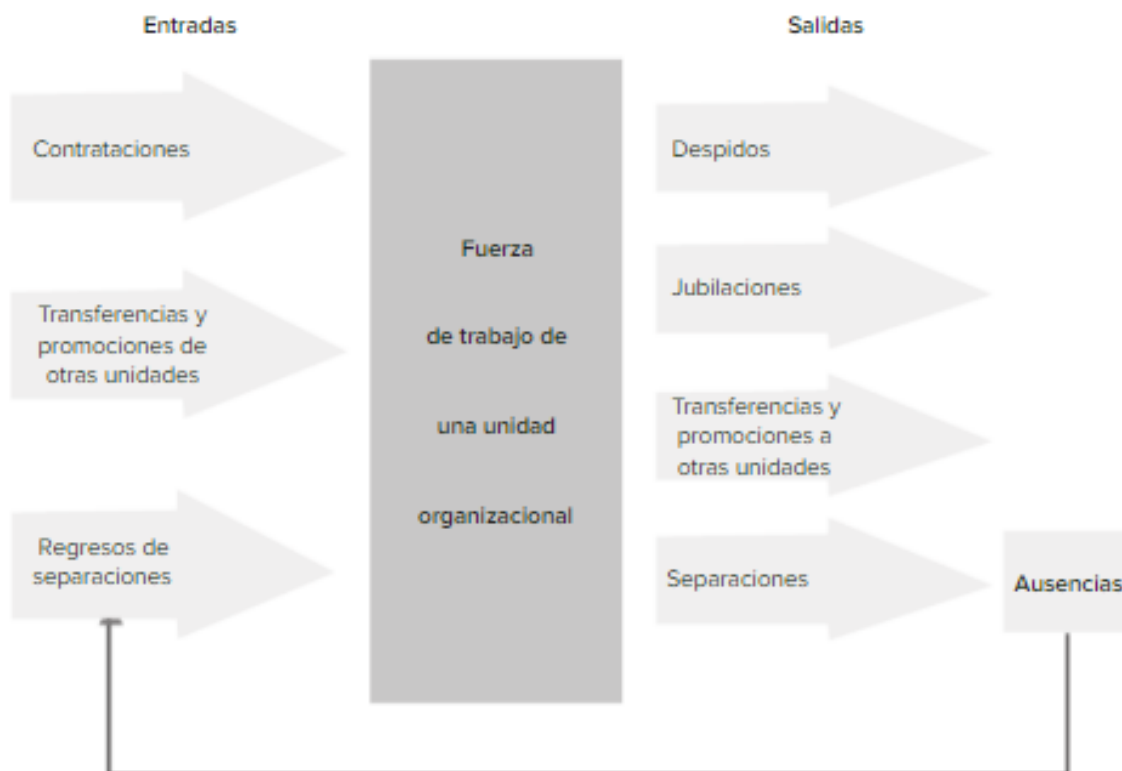 Entradas
Salidas
Contrataciones
Transferencias y
promociones de
otras unidades
Regresos de
separaciones
Fuerza
de trabajo de
una unidad
organizacional
Despidos
Jubilaciones
Transferencias y
promociones a
otras unidades
Separaciones
Ausencias